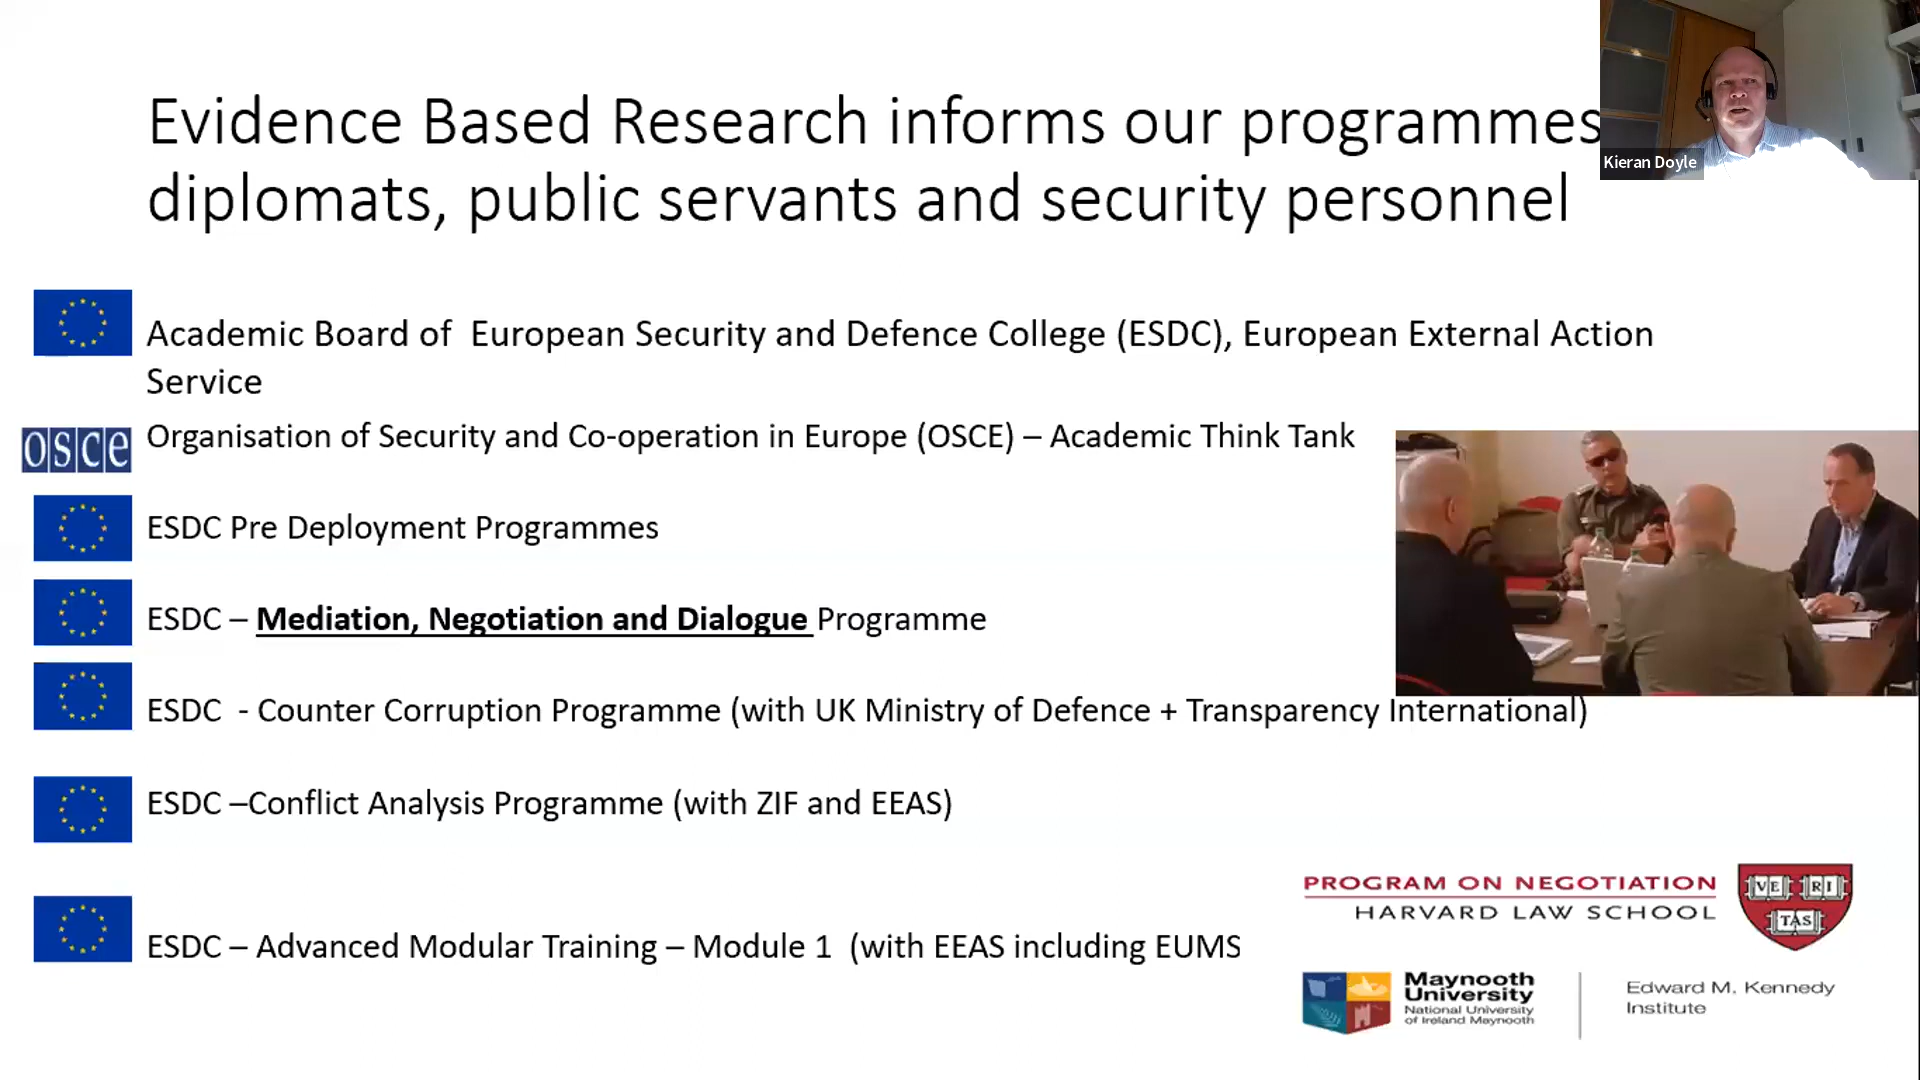 Evidence Based Research informs our programmes
diplomats, public servants and security personnel
Kieran Doyle
Academic Board of  European Security and Defence College (ESDC), European External Action
Service
osce
Organisation of Security and Co-operation in Europe (OSCE) – Academic Think Tank
ESDC Pre Deployment Programmes
ESDC – Mediation, Negotiation and Dialogue Programme
ESDC  - Counter Corruption Programme (with UK Ministry of Defence + Transparency International)
ESDC –Conflict Analysis Programme (with ZIF and EEAS)
ESDC – Advanced Modular Training – Module 1  (with EEAS including EUMS
PROGRAM ON NEGOTIATION
HARVARD LAW SCHOOL
VE RI
TAS
Maynooth
University
National University
of Ireland Maynooth
Edward M. Kennedy
Institute